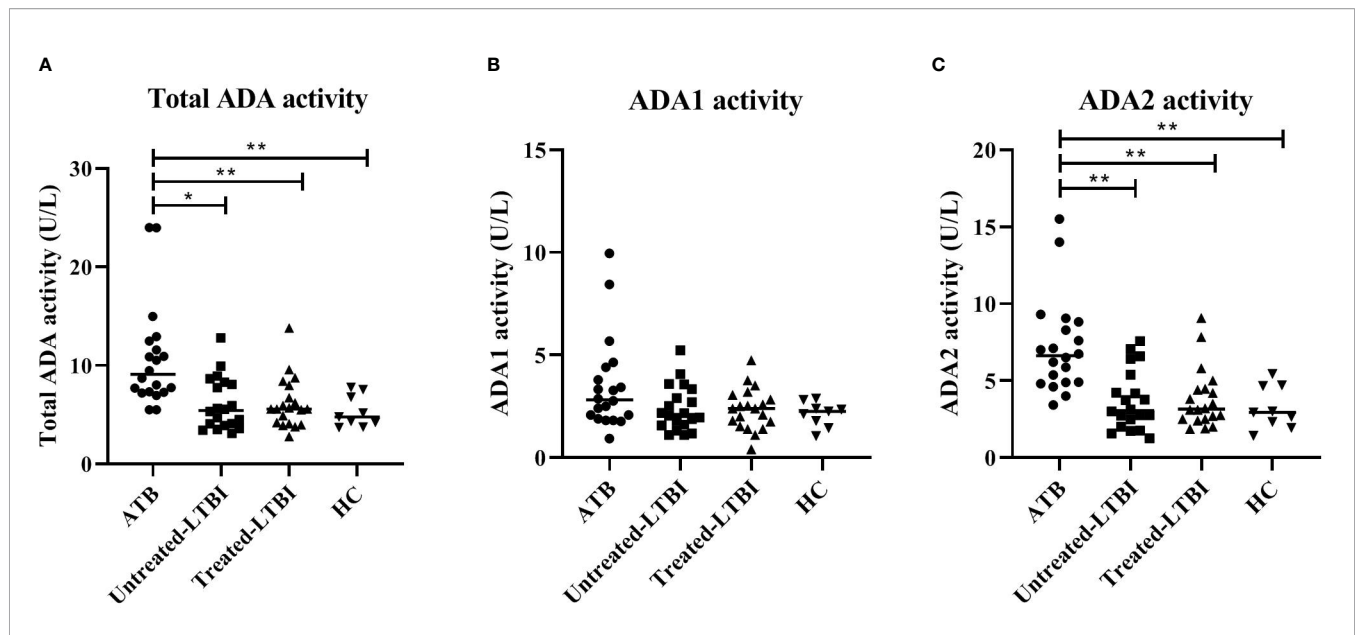 A
Total ADA activity
**
**
*
Total ADA activity (U/L)
30
20
10
0
ATB
Untreated-LTBI
Treated-LTBI
HC
B
ADA1 activity
ADA1 activity (U/L)
15
10
5
0
ATB
Untreated-LTBI
Treated-LTBI
HC
C
ADA2 activity
**
**
**
ADA2 activity (U/L)
20
15
10
5
0
ATB
Untreated-LTBI
Treated-LTBI
HC